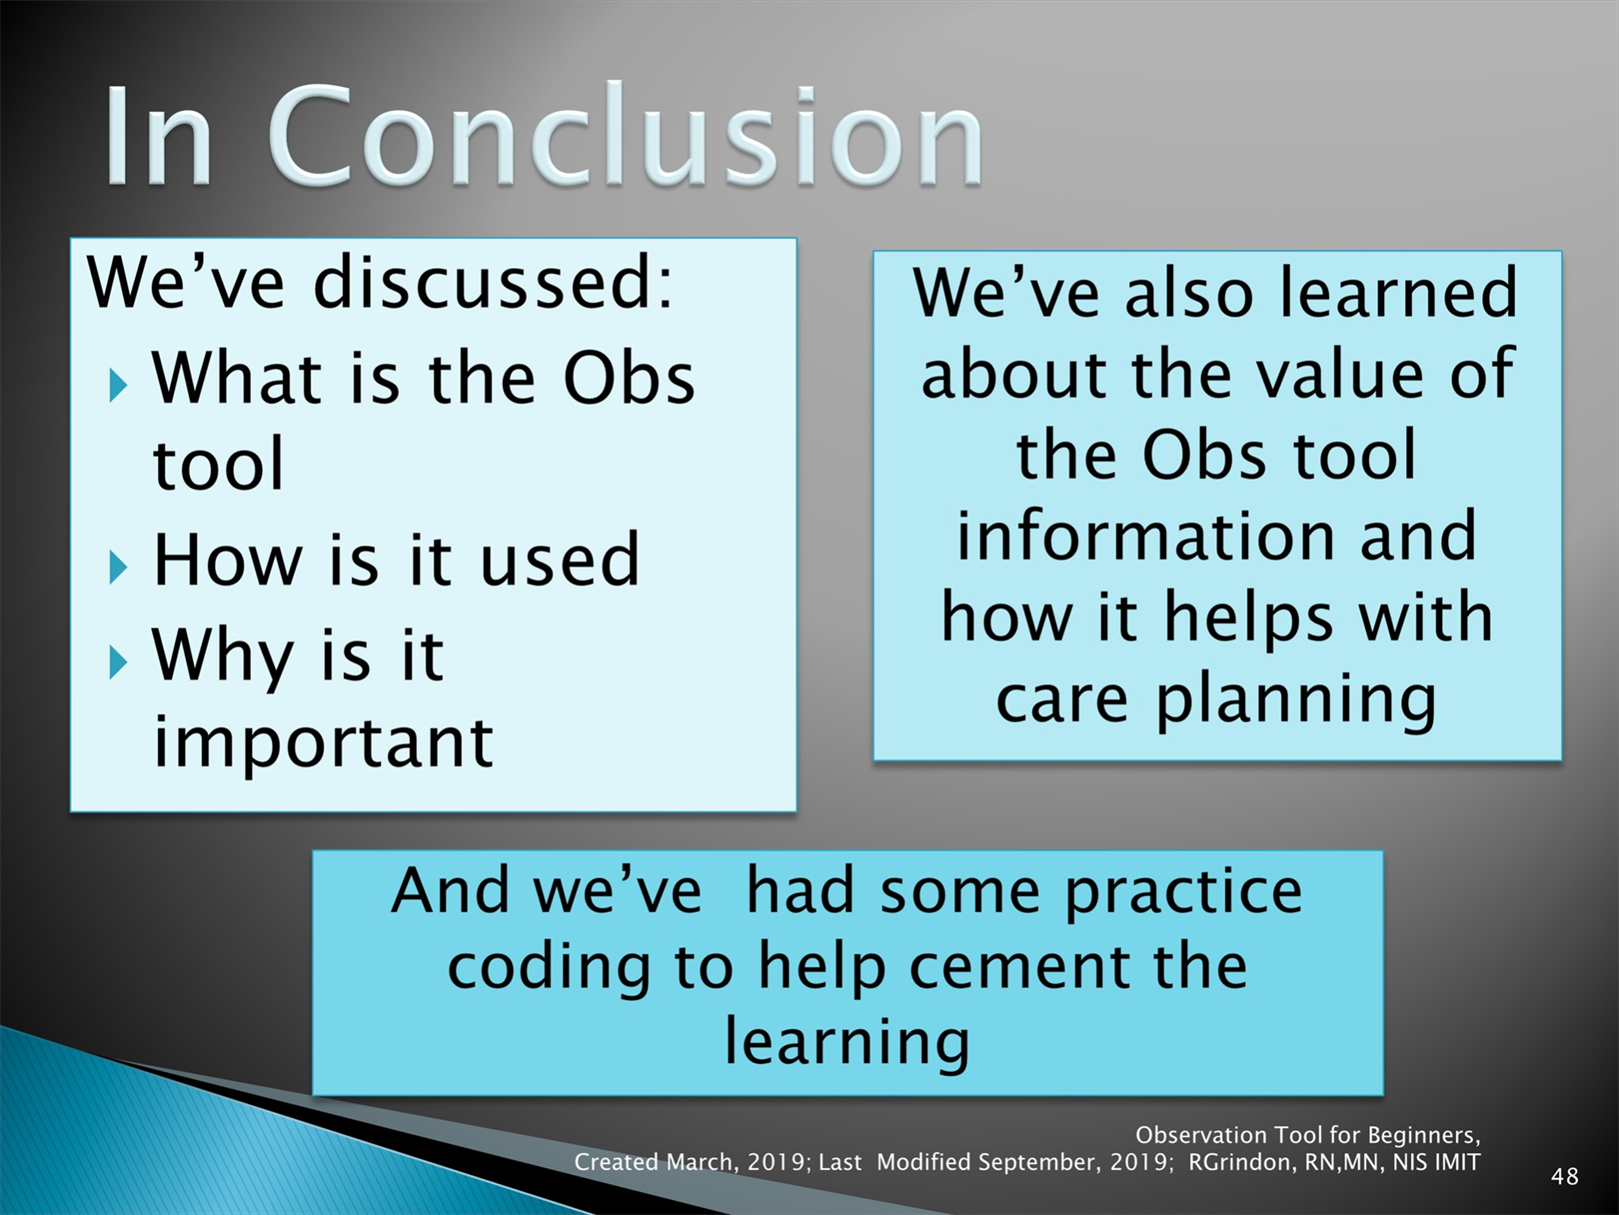 In Conclusion
We’ve discussed:
What is the Obs
tool
How is it used
Why is it
important
We’ve also learned
about the value of
the Obs tool
information and
how it helps with
care planning
And we’ve  had some practice
coding to help cement the
learning
Observation Tool for Beginners,
Created March, 2019; Last  Modified September, 2019;  RGrindon, RN,MN, NIS IMIT
48